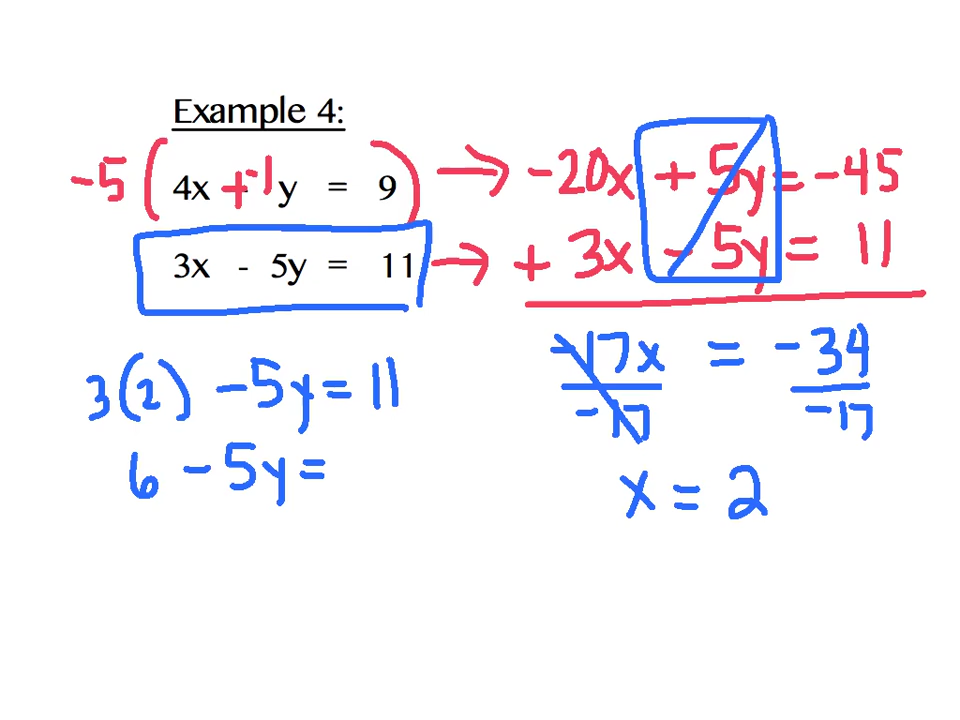 Example 4:
-5 ( 4x + -1y = 9 ) → -20x + 5y = -45
3x - 5y = 11 → + 3x - 5y = 11
-17x = -34
-17 -17
x = 2
3(2) - 5y = 11
6 - 5y =